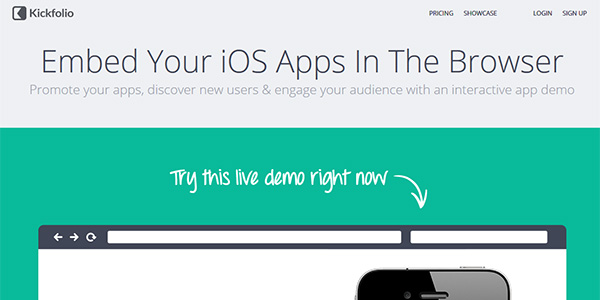 Kickfolio
PRICING SHOWCASE LOGIN SIGN UP
Embed Your iOS Apps In The Browser
Promote your apps, discover new users & engage your audience with an interactive app demo
Try this live demo right now